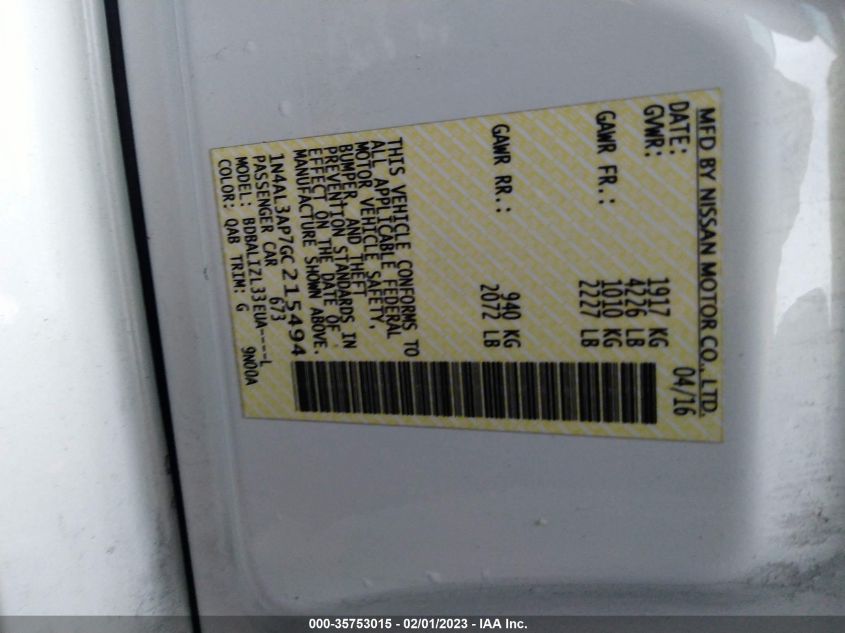 MFD BY NISSAN MOTOR CO., LTD.
DATE: 04/16
GVWR: 1917 KG
4226 LB
GAWR FR.: 1010 KG
2227 LB
GAWR RR.: 940 KG
2072 LB
THIS VEHICLE CONFORMS TO
ALL APPLICABLE FEDERAL
MOTOR VEHICLE SAFETY,
BUMPER, AND THEFT
PREVENTION STANDARDS IN
EFFECT ON THE DATE OF
MANUFACTURE SHOWN ABOVE.
1N4AL3AP7GC215494
PASSENGER CAR 673
MODEL: BDBALIZL33EUA----L
COLOR: QAB TRIM: G 9N00A
000-35753015 - 02/01/2023 - IAA Inc.